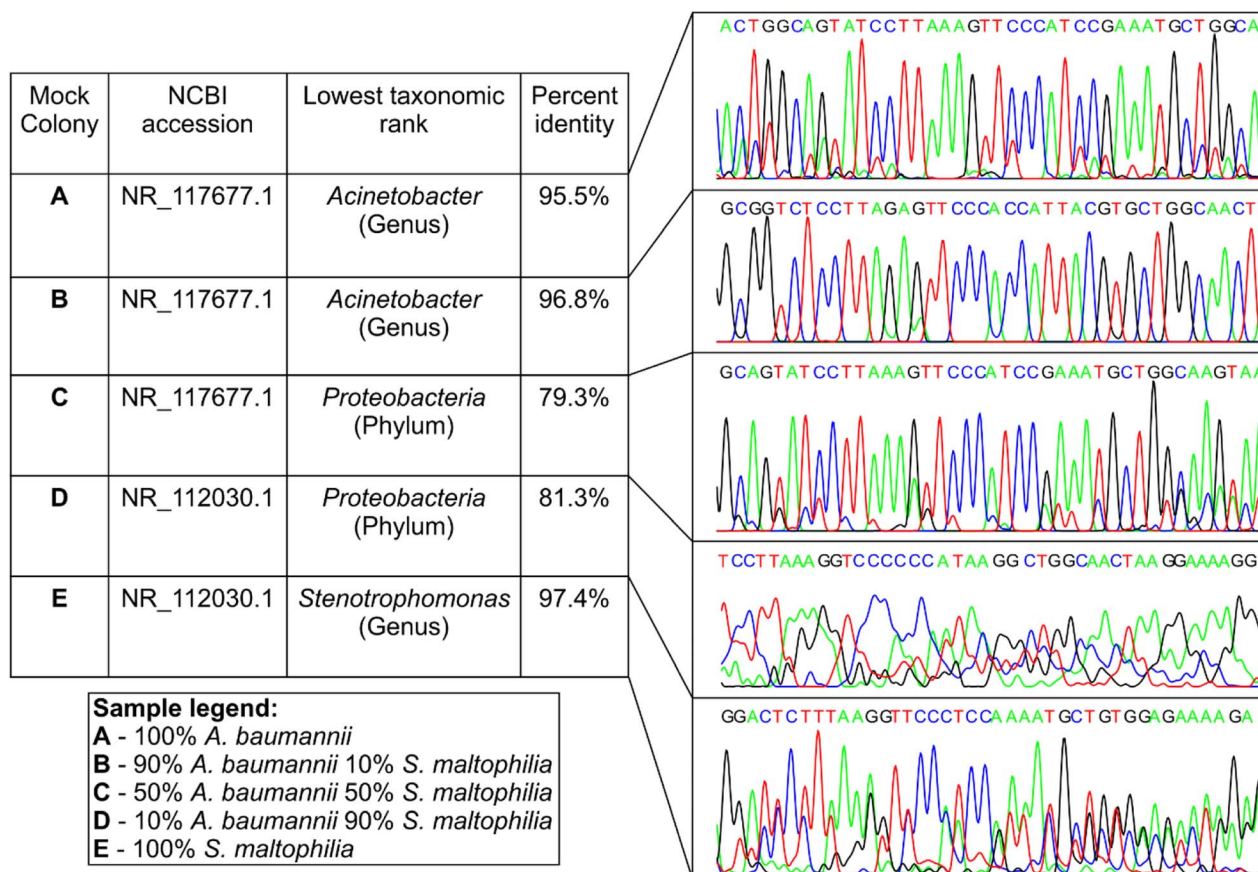 Mock Colony NCBI accession Lowest taxonomic rank Percent identity
A NR_117677.1 Acinetobacter (Genus) 95.5%
B NR_117677.1 Acinetobacter (Genus) 96.8%
C NR_117677.1 Proteobacteria (Phylum) 79.3%
D NR_112030.1 Proteobacteria (Phylum) 81.3%
E NR_112030.1 Stenotrophomonas (Genus) 97.4%
Sample legend:
A - 100% A. baumannii
B - 90% A. baumannii 10% S. maltophilia
C - 50% A. baumannii 50% S. maltophilia
D - 10% A. baumannii 90% S. maltophilia
E - 100% S. maltophilia
ACTGGCAGTATCCTTAAAGTTCCCATCCGAAATGCTGGCA
GCGGTCTCCTTAGAGTTCCCACCATTACGTGCTGGCAACT
GCAGTATCCTTAAAGTTCCCATCCGAAATGCTGGCAAGTAA
TCCTTAAAGGTCCCCCCATAAGGCTGGCAACTAAGGAAAAGG
GGACTCTTTAAGGTTCCCTCCAAAATGCTGTGGAGAAAAGA